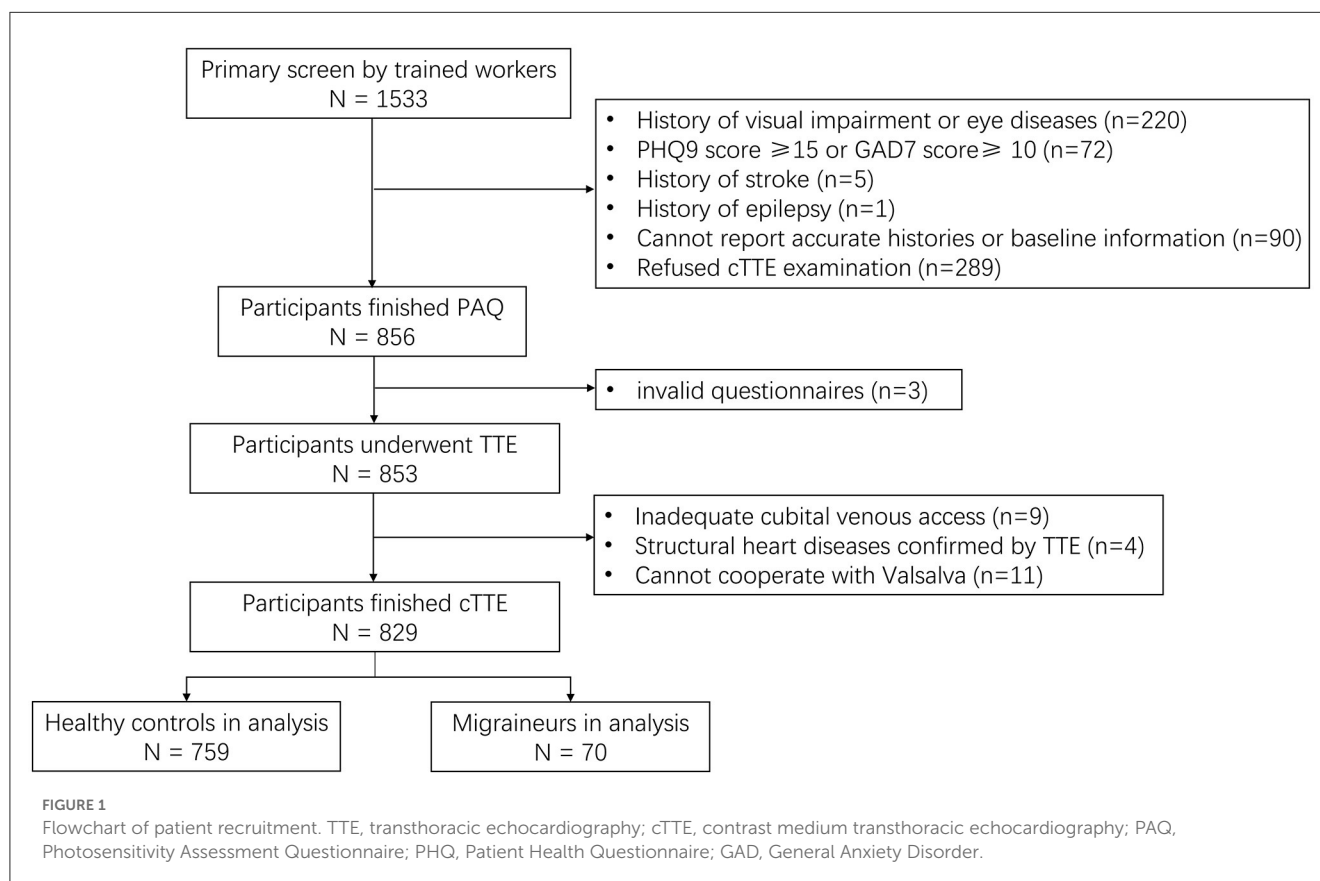 Primary screen by trained workers
N = 1533
• History of visual impairment or eye diseases (n=220)
• PHQ9 score ≥15 or GAD7 score≥ 10 (n=72)
• History of stroke (n=5)
• History of epilepsy (n=1)
• Cannot report accurate histories or baseline information (n=90)
• Refused cTTE examination (n=289)
Participants finished PAQ
N = 856
• invalid questionnaires (n=3)
Participants underwent TTE
N = 853
• Inadequate cubital venous access (n=9)
• Structural heart diseases confirmed by TTE (n=4)
• Cannot cooperate with Valsalva (n=11)
Participants finished cTTE
N = 829
Healthy controls in analysis
N = 759
Migraineurs in analysis
N = 70
FIGURE 1
Flowchart of patient recruitment. TTE, transthoracic echocardiography; cTTE, contrast medium transthoracic echocardiography; PAQ,
Photosensitivity Assessment Questionnaire; PHQ, Patient Health Questionnaire; GAD, General Anxiety Disorder.